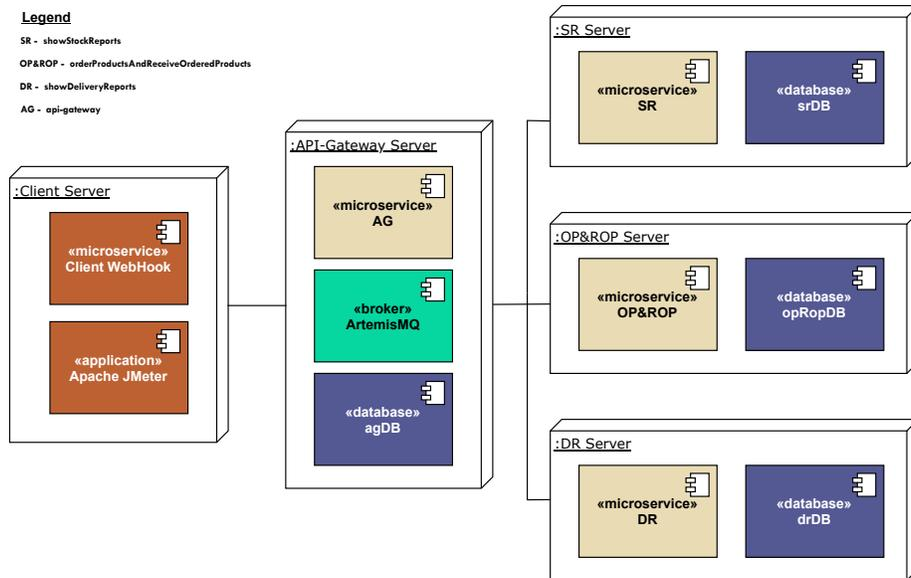 Legend
SR - showStockReports
OP&ROP - orderProductsAndReceiveOrderedProducts
DR - showDeliveryReports
AG - api-gateway
:Client Server
«microservice»
Client WebHook
«application»
Apache JMeter
:API-Gateway Server
«microservice»
AG
«broker»
ArtemisMQ
«database»
agDB
:SR Server
«microservice»
SR
«database»
srDB
:OP&ROP Server
«microservice»
OP&ROP
«database»
opRopDB
:DR Server
«microservice»
DR
«database»
drDB